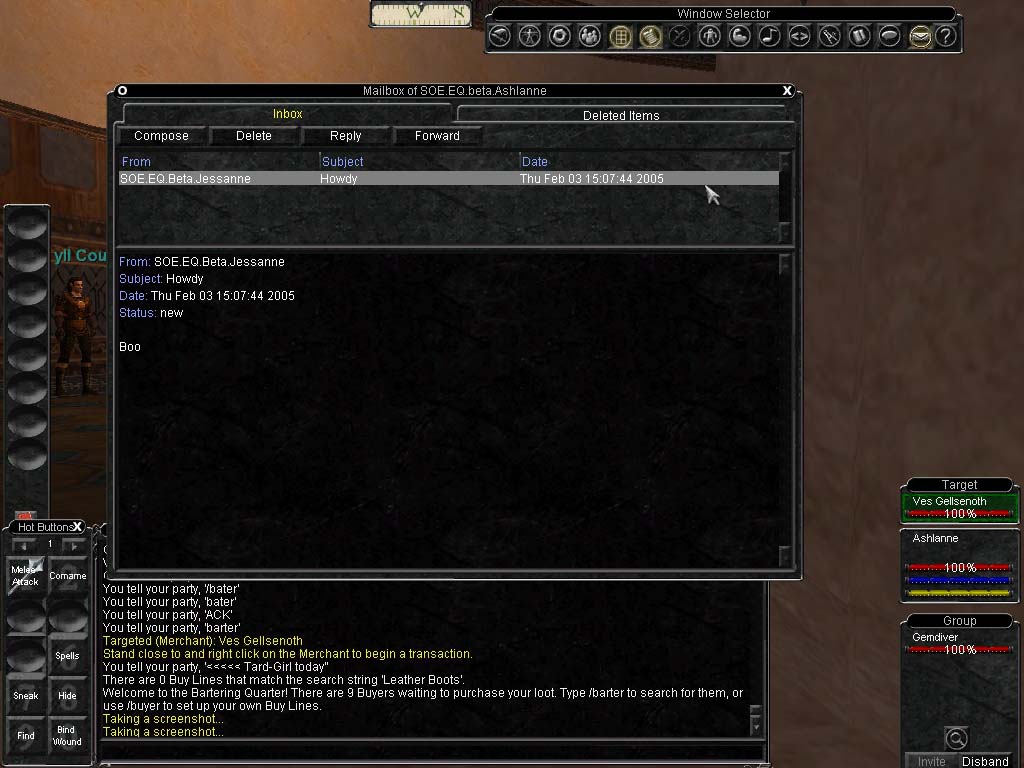 W N
Window Selector
Mailbox of SOE.EQ.beta.Ashlanne
X
Inbox Deleted Items
Compose Delete Reply Forward
From Subject Date
SOE.EQ.Beta.Jessanne Howdy Thu Feb 03 15:07:44 2005
From: SOE.EQ.Beta.Jessanne
Subject: Howdy
Date: Thu Feb 03 15:07:44 2005
Status: new
Boo
yll Cou
Hot Buttons X
1
Melee Attack
Corname
Spells
Sneak Hide
Find Bind Wound
You tell your party, '/bater'
You tell your party, 'bater'
You tell your party, 'ACK'
You tell your party, 'barter'
Targeted (Merchant): Ves Gellsenoth
Stand close to and right click on the Merchant to begin a transaction.
You tell your party, '<<<<< Tard-Girl today''
There are 0 Buy Lines that match the search string 'Leather Boots'.
Welcome to the Bartering Quarter! There are 9 Buyers waiting to purchase your loot. Type /barter to search for them, or
use /buyer to set up your own Buy Lines.
Taking a screenshot...
Taking a screenshot...
Target
Ves Gellsenoth
100%
Ashlanne
100%
Group
Gemdiver
100%
Invite Disband